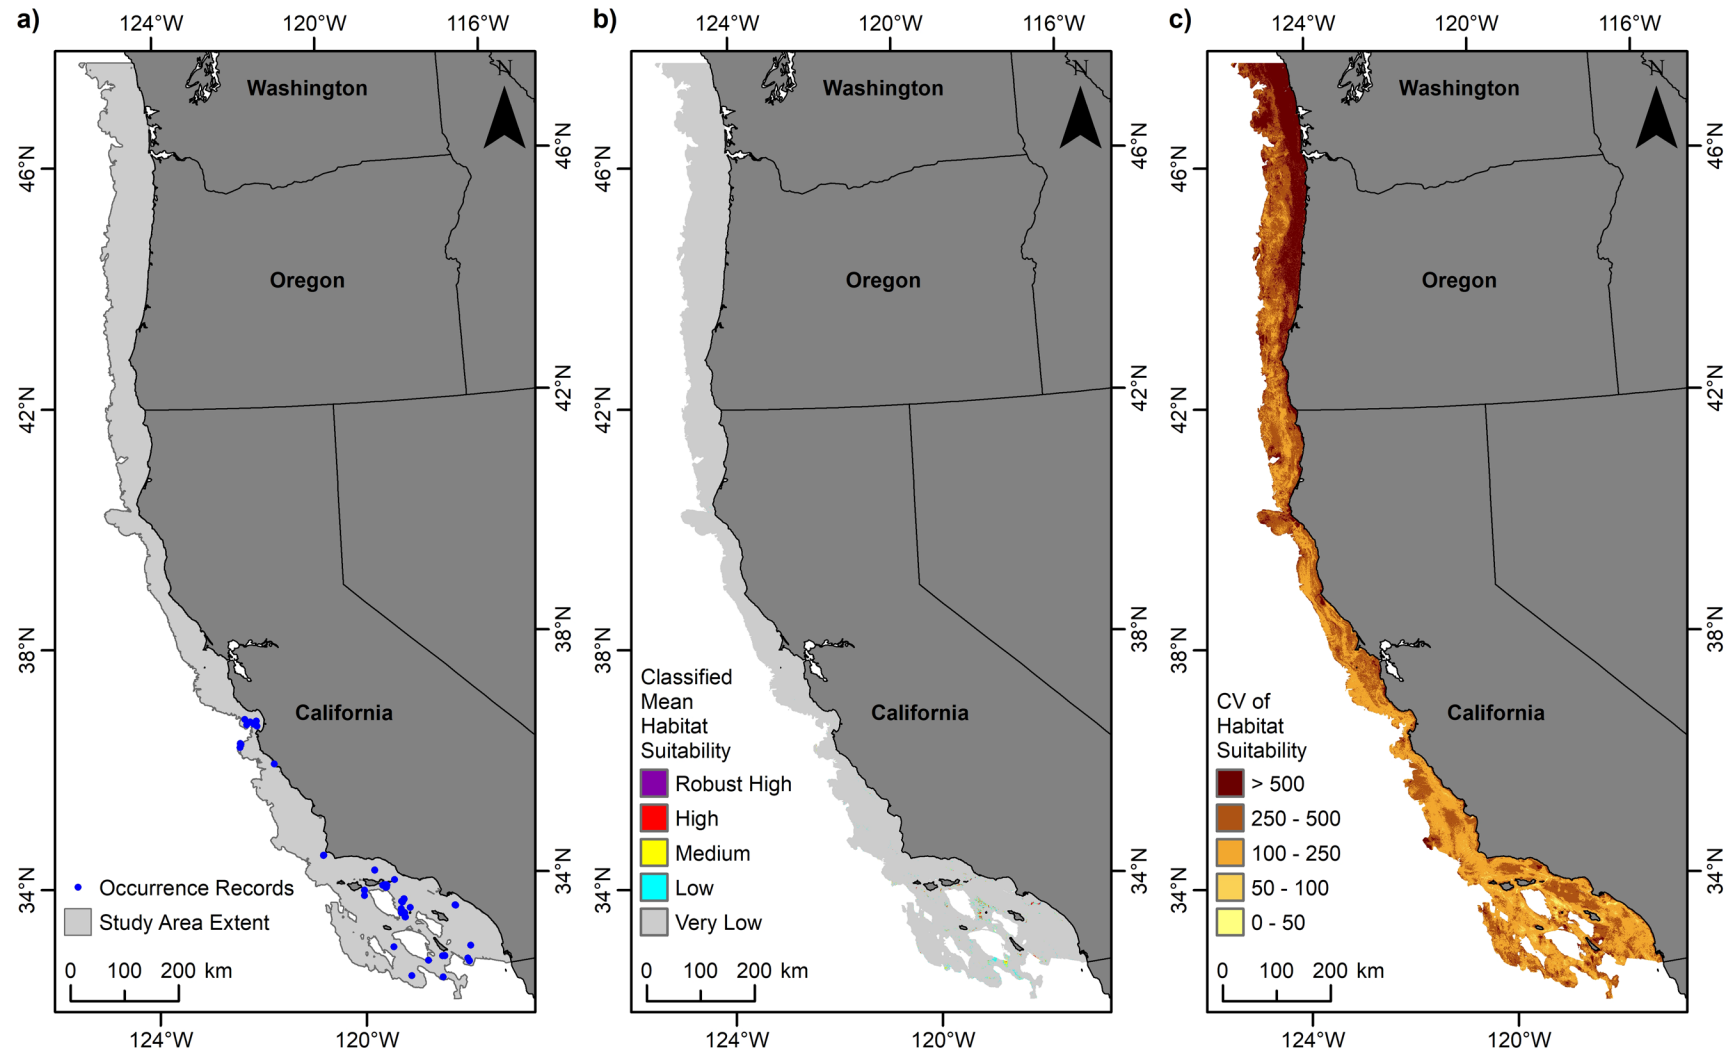 a)
124°W 120°W 116°W
N
Washington
46°N
46°N
Oregon
42°N
42°N
38°N
38°N
California
Occurrence Records
Study Area Extent
34°N
34°N
0 100 200 km
124°W 120°W
b)
124°W 120°W 116°W
N
Washington
46°N
46°N
Oregon
42°N
42°N
38°N
38°N
California
Classified
Mean
Habitat
Suitability
Robust High
High
Medium
Low
Very Low
34°N
34°N
0 100 200 km
124°W 120°W
c)
124°W 120°W 116°W
N
Washington
46°N
46°N
Oregon
42°N
42°N
38°N
38°N
California
CV of
Habitat
Suitability
> 500
250 - 500
100 - 250
50 - 100
0 - 50
34°N
34°N
0 100 200 km
124°W 120°W